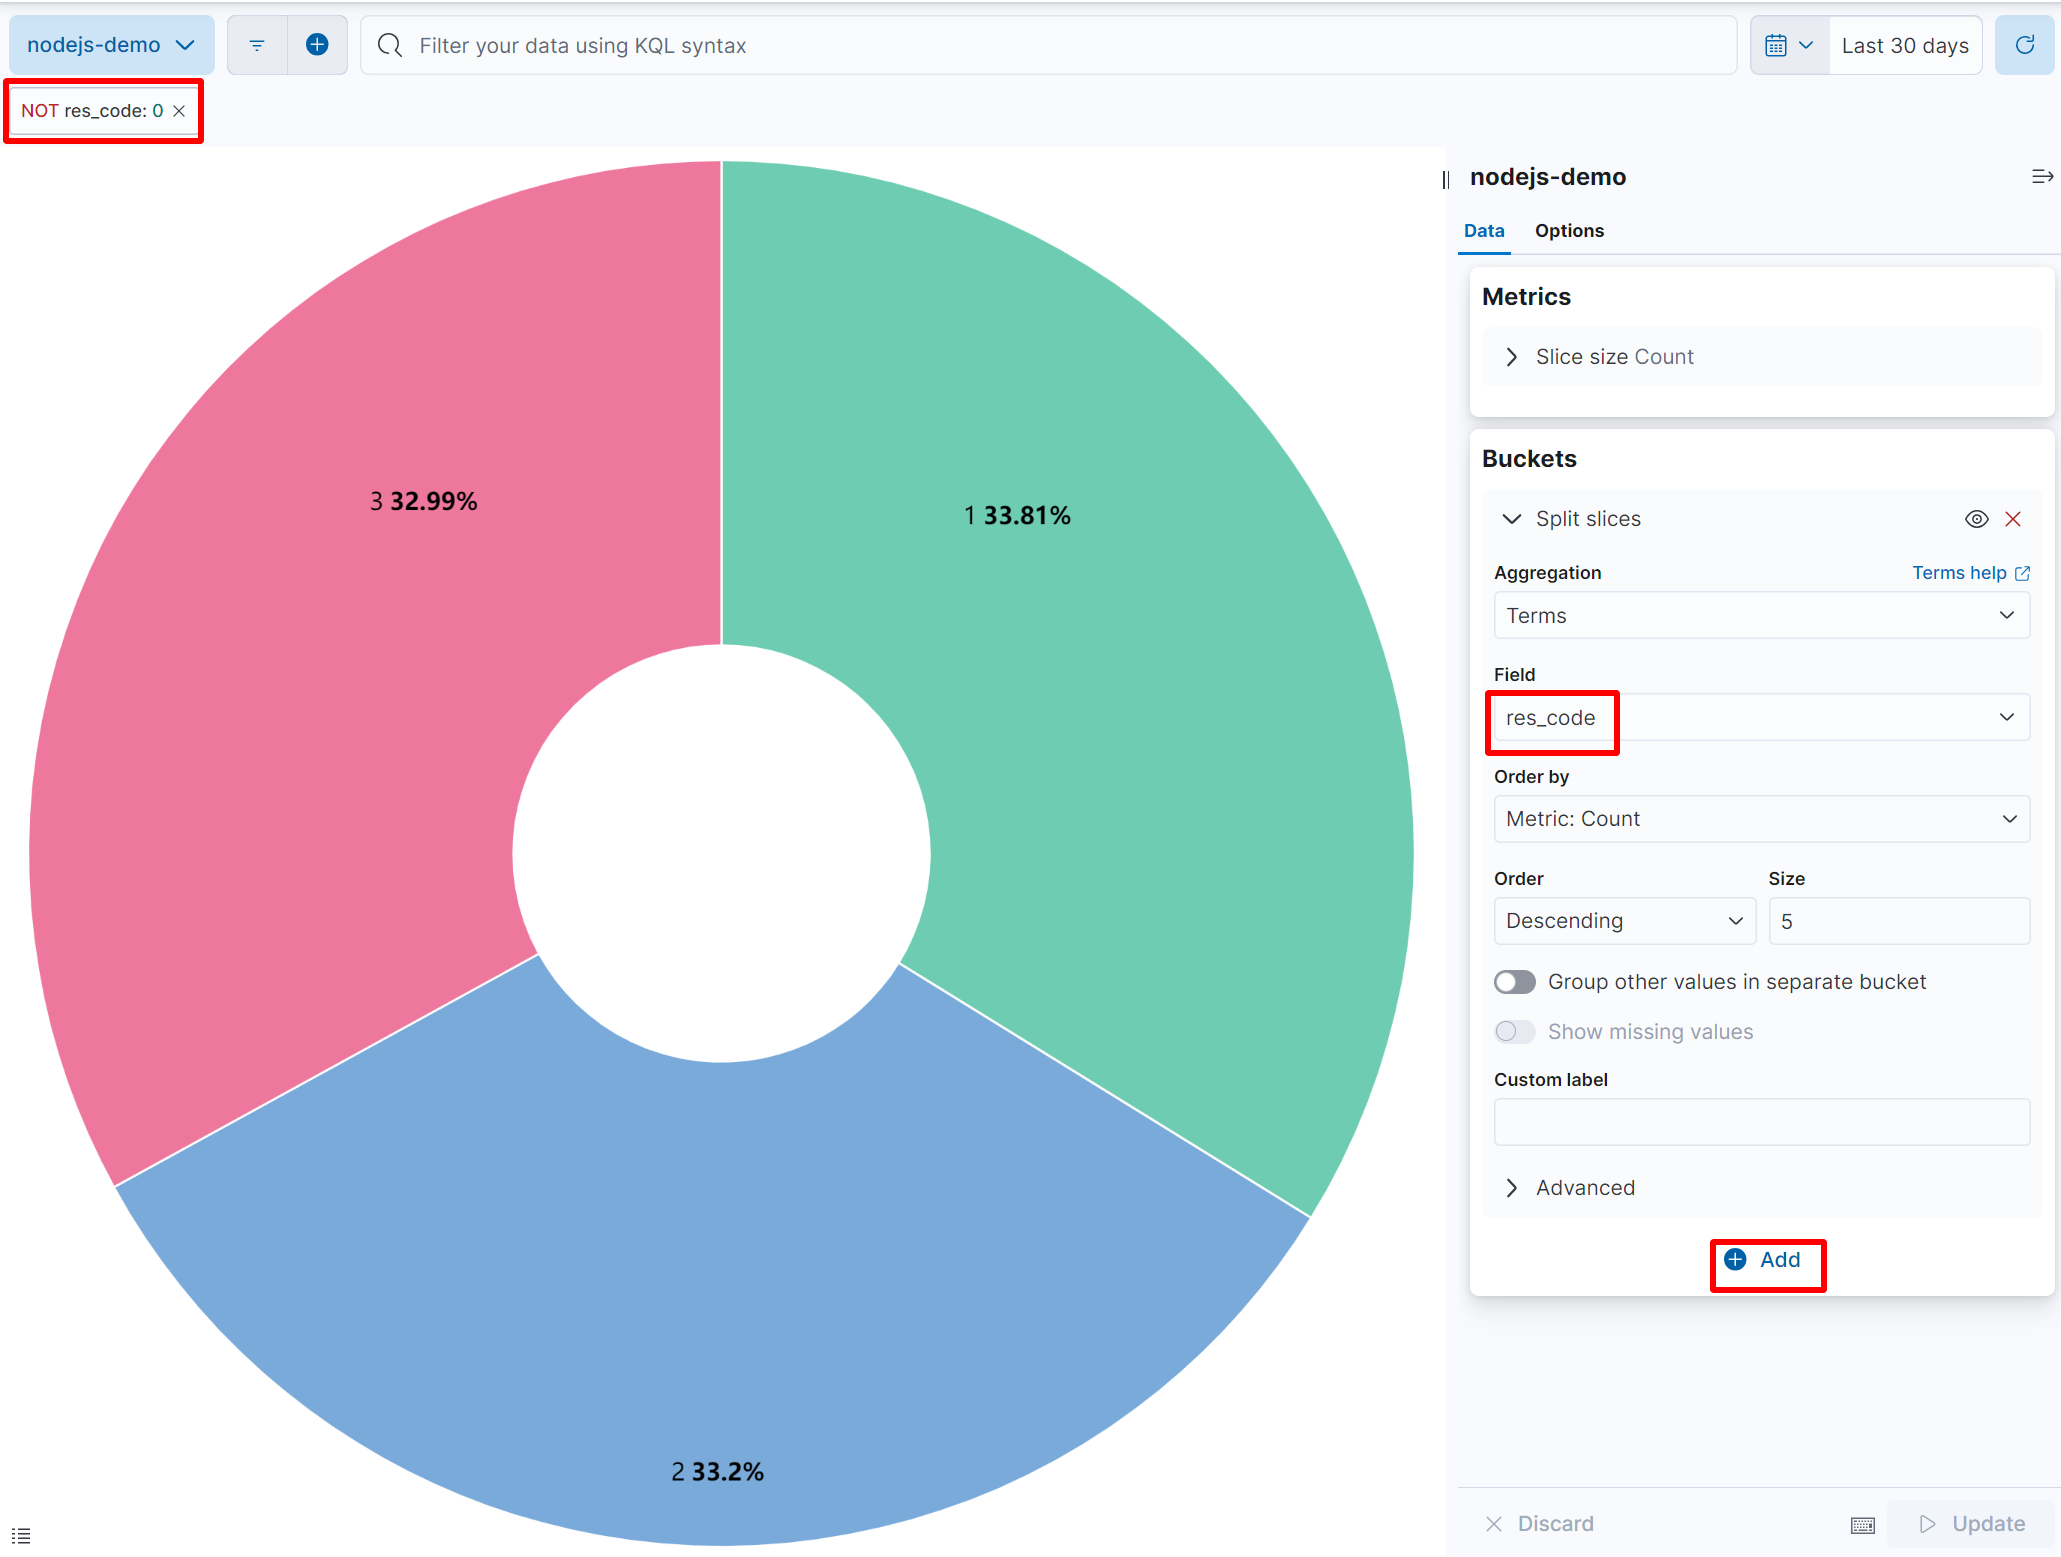 nodejs-demo
Filter your data using KQL syntax
Last 30 days
NOT res_code: 0
3 32.99%
1 33.81%
2 33.2%
nodejs-demo
Data Options
Metrics
Slice size Count
Buckets
Split slices
Aggregation Terms help
Terms
Field
res_code
Order by
Metric: Count
Order Size
Descending 5
Group other values in separate bucket
Show missing values
Custom label
Advanced
Add
Discard Update